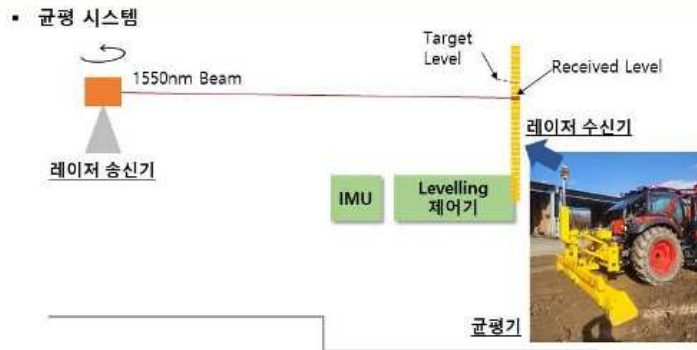 ▪ 균평 시스템
Target
Level
1550nm Beam
Received Level
레이저 수신기
레이저 송신기
IMU
Levelling
제어기
균평기